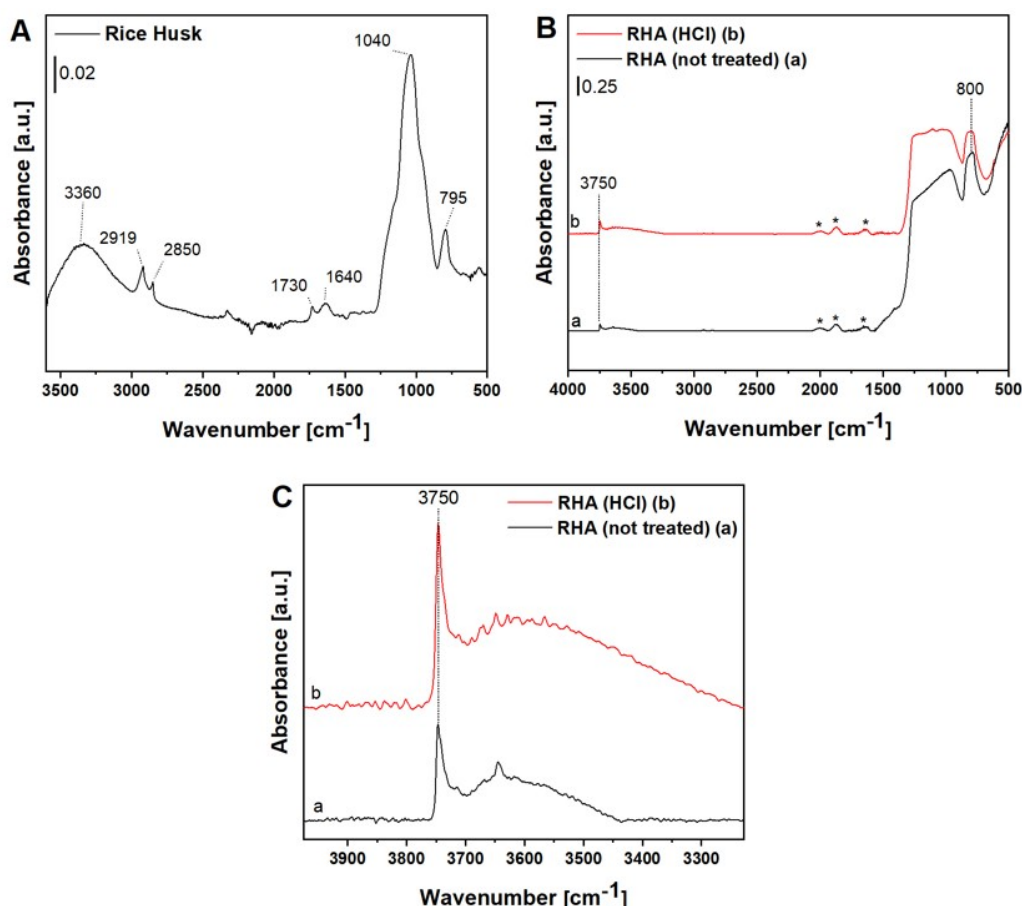 A
Rice Husk
0.02
1040
3360
2919
2850
795
1730
1640
Absorbance [a.u.]
3500 3000 2500 2000 1500 1000 500
Wavenumber [cm⁻¹]
B
RHA (HCl) (b)
RHA (not treated) (a)
0.25
800
3750
b
* * *
a
* * *
Absorbance [a.u.]
4000 3500 3000 2500 2000 1500 1000 500
Wavenumber [cm⁻¹]
C
3750
RHA (HCl) (b)
RHA (not treated) (a)
b
a
Absorbance [a.u.]
3900 3800 3700 3600 3500 3400 3300
Wavenumber [cm⁻¹]